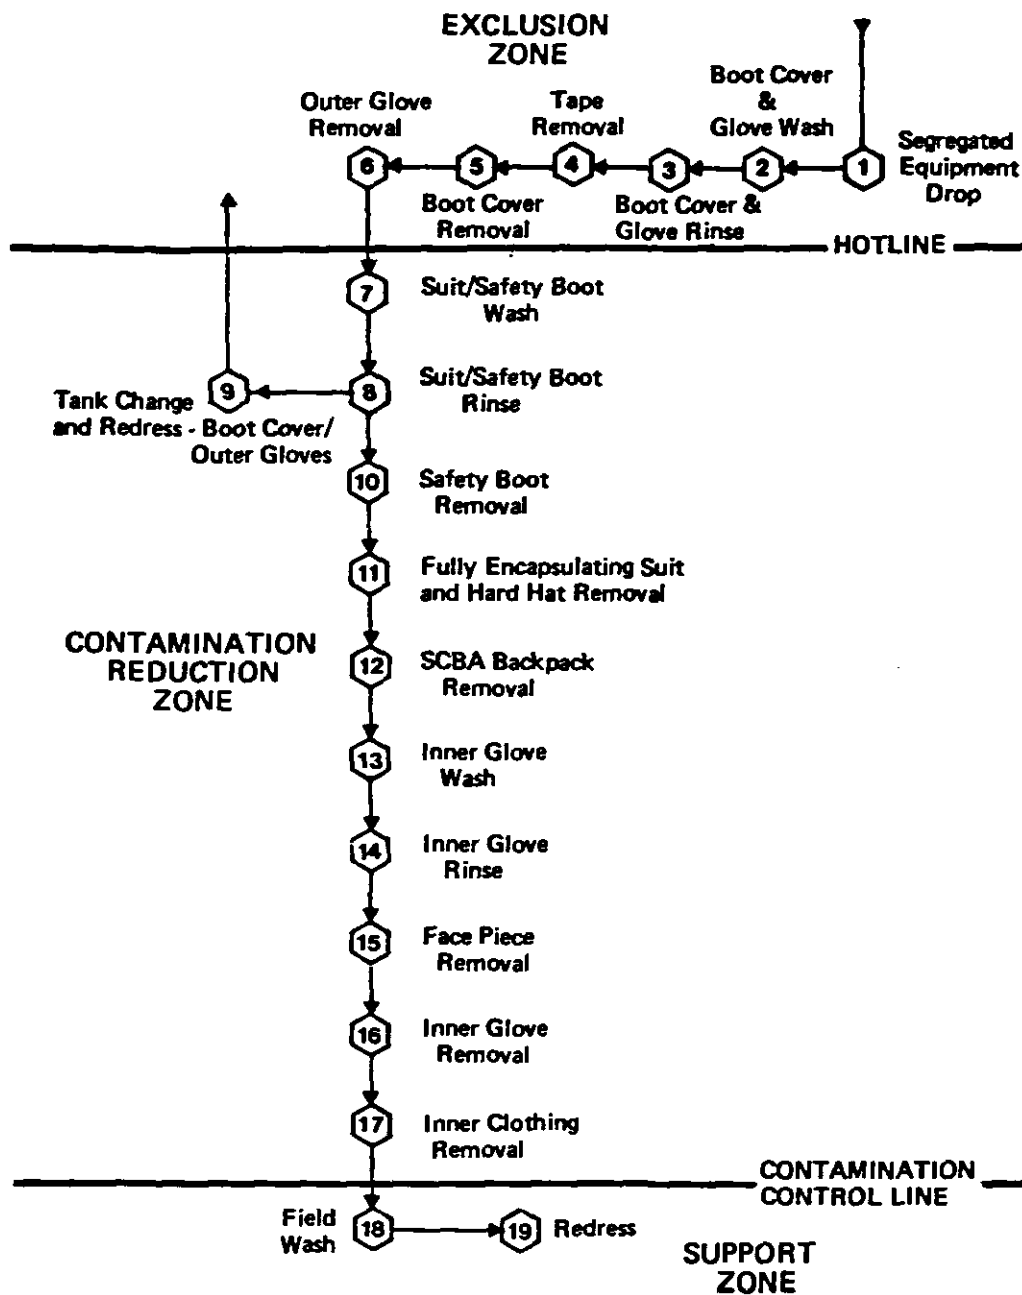 EXCLUSION
ZONE
Outer Glove
Removal
Tape
Removal
Boot Cover
&
Glove Wash
Segregated
Equipment
Drop
6
5
4
3
2
1
Boot Cover
Removal
Boot Cover &
Glove Rinse
HOTLINE
7
Suit/Safety Boot
Wash
8
Suit/Safety Boot
Rinse
9
Tank Change
and Redress - Boot Cover/
Outer Gloves
10
Safety Boot
Removal
11
Fully Encapsulating Suit
and Hard Hat Removal
CONTAMINATION
REDUCTION
ZONE
12
SCBA Backpack
Removal
13
Inner Glove
Wash
14
Inner Glove
Rinse
15
Face Piece
Removal
16
Inner Glove
Removal
17
Inner Clothing
Removal
CONTAMINATION
CONTROL LINE
Field
Wash
18
19
Redress
SUPPORT
ZONE